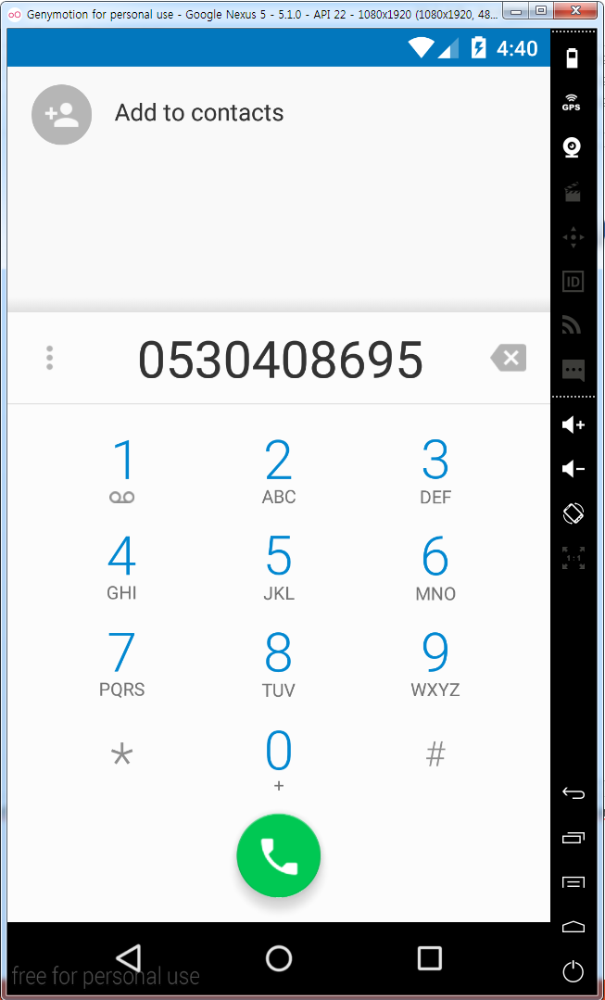 Genymotion for personal use - Google Nexus 5 - 5.1.0 - API 22 - 1080x1920 (1080x1920, 48...
4:40
GPS
Add to contacts
ID
0530408695
1 2 3
ABC DEF
4 5 6
GHI JKL MNO
1:1
7 8 9
PQRS TUV WXYZ
* 0 #
+
free for personal use